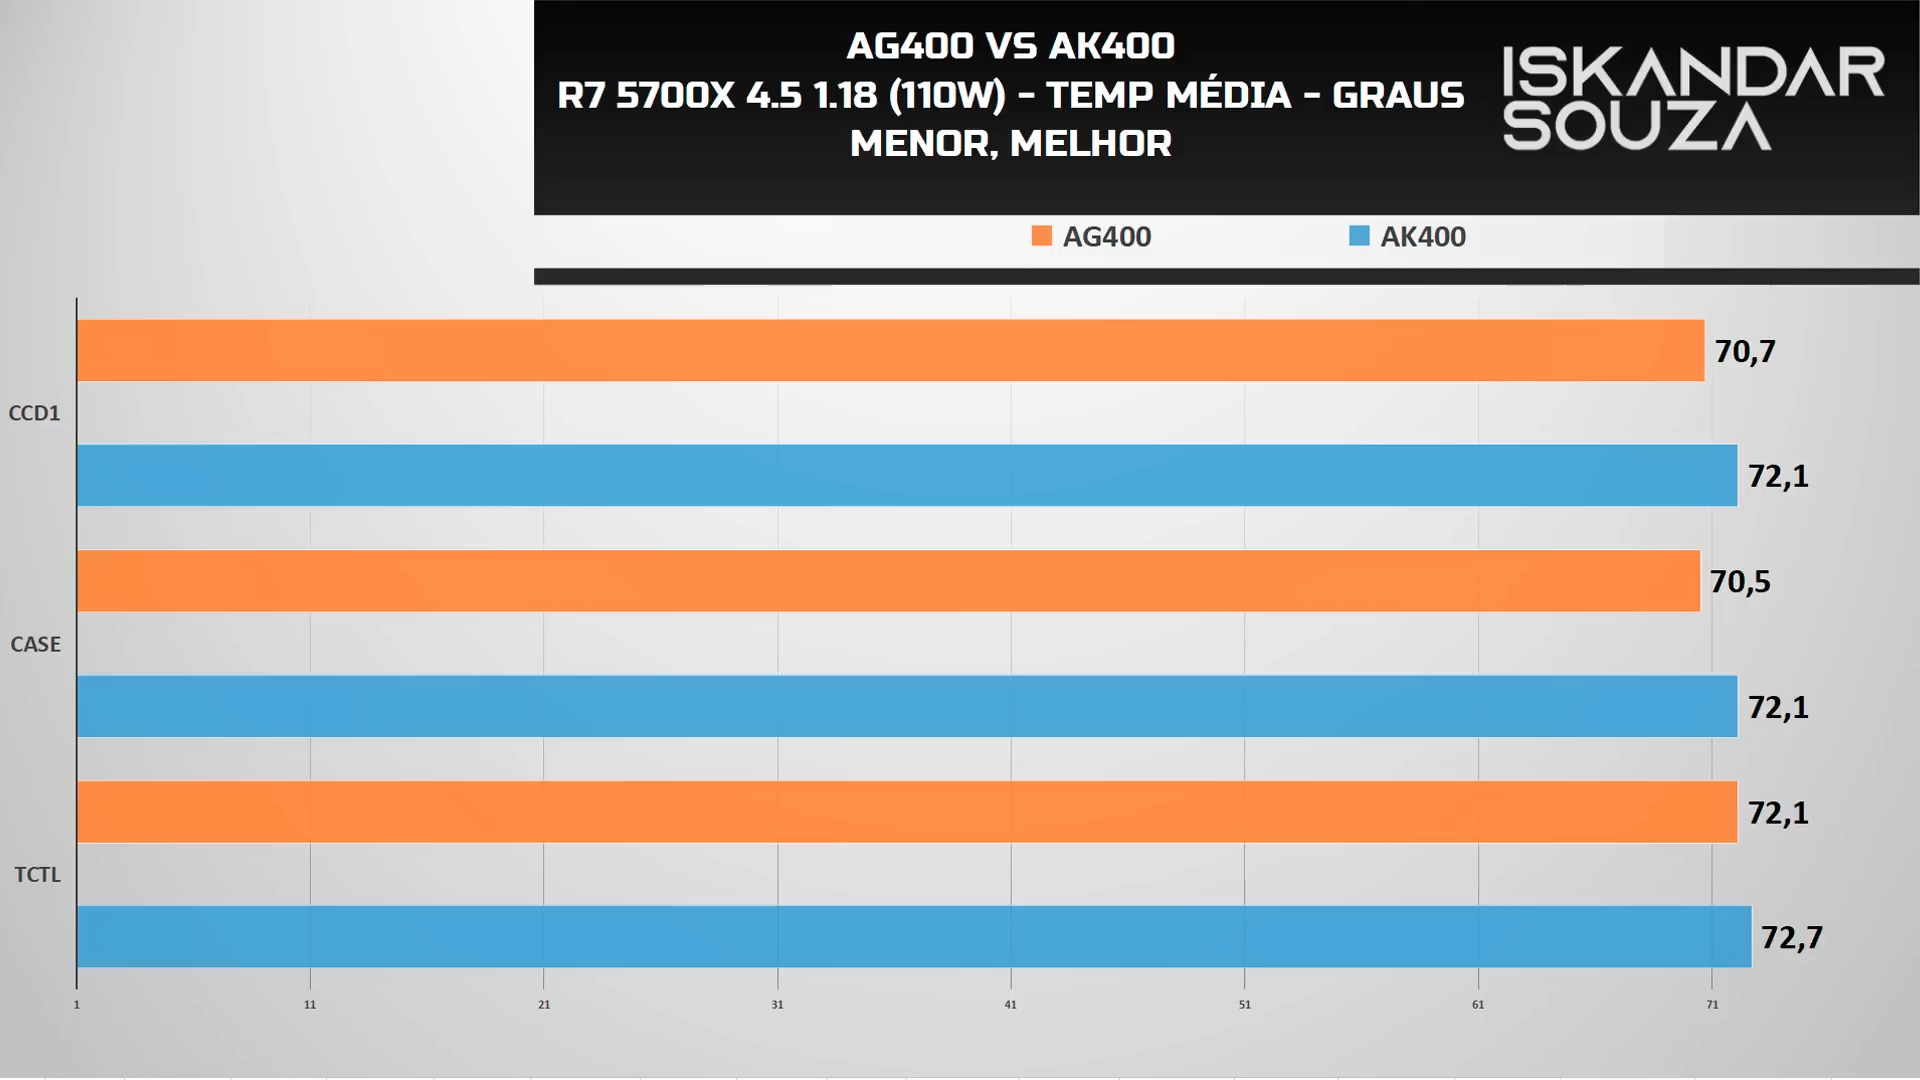 AG400 VS AK400
R7 5700X 4.5 1.18 (110W) - TEMP MÉDIA - GRAUS
MENOR, MELHOR
ISKANDAR
SOUZA
AG400 AK400
70,7
CCD1
72,1
70,5
CASE
72,1
72,1
TCTL
72,7
1 11 21 31 41 51 61 71